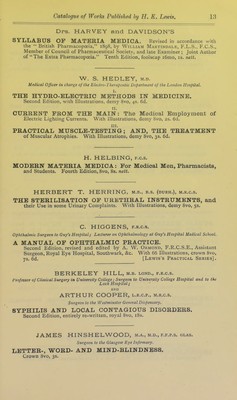 Catalogue of Works Published by H. K. Lewis. 13
Drs. HARVEY and DAVIDSON'S
SYLLABUS OF MATERIA MEDICA. Revised in accordance with
the "British Pharmacopœia," 1898, by WILLIAM MARTINDALE, F.L.S., F.C.S.,
Member of Council of Pharmaceutical Society, and late Examiner; Joint Author
of "The Extra Pharmacopœia." Tenth Edition, foolscap 16mo, 1s. nett.
W. S. HEDLEY, M.D.
Medical Officer in charge of the Electro-Therapeutic Department of the London Hospital.
I.
THE HYDRO-ELECTRIC METHODS IN MEDICINE.
Second Edition, with Illustrations, demy 8vo, 4s. 6d.
II.
CURRENT FROM THE MAIN: The Medical Employment of
Electric Lighting Currents. With Illustrations, demy 8vo, 2s. 6d.
III.
PRACTICAL MUSCLE-TESTING; AND, THE TREATMENT
of Muscular Atrophies. With Illustrations, demy 8vo, 3s. 6d.
H. HELBING, F.C.S.
MODERN MATERIA MEDICA: For Medical Men, Pharmacists,
and Students. Fourth Edition, 8vo, 8s. nett.
HERBERT T. HERRING, M.B., B.S. (DURH.), M.R.C.S.
THE STERILISATION OF URETHRAL INSTRUMENTS, and
their Use in some Urinary Complaints. With Illustrations, demy 8vo, 5s.
C. HIGGENS, F.R.C.S.
Ophthalmic Surgeon to Guy's Hospital; Lecturer on Ophthalmology at Guy's Hospital Medical School.
A MANUAL OF OPHTHALMIC PRACTICE.
Second Edition, revised and edited by A. W. ORMOND, F.R.C.S.E., Assistant
Surgeon, Royal Eye Hospital, Southwark, &c. With 66 Illustrations, crown 8vo,
7s. 6d. [LEWIS'S PRACTICAL SERIES].
BERKELEY HILL, M.B. LOND., F.R.C.S.
Professor of Clinical Surgery in University College; Surgeon to University College Hospital and to the
Lock Hospital;
AND
ARTHUR COOPER, L.R.C.P., M.R.C.S.
Surgeon to the Westminster General Dispensary.
SYPHILIS AND LOCAL CONTAGIOUS DISORDERS.
Second Edition, entirely re-written, royal 8vo, 18s.
JAMES HINSHELWOOD, M.A., M.D., F.F.P.S. GLAS.
Surgeon to the Glasgow Eye Infirmary.
LETTER-, WORD- AND MIND-BLINDNESS.
Crown 8vo, 3s.